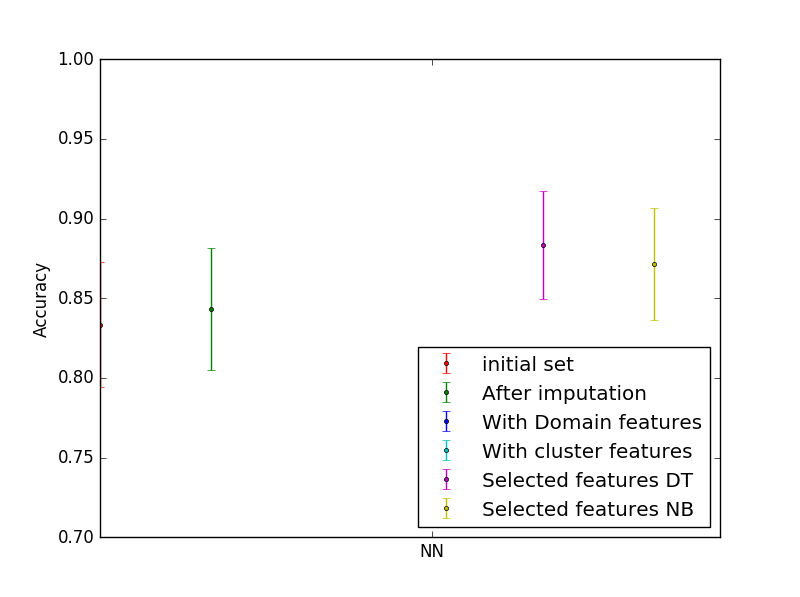 1.00
0.95
0.90
0.85
0.80
0.75
0.70
Accuracy
NN
initial set
After imputation
With Domain features
With cluster features
Selected features DT
Selected features NB